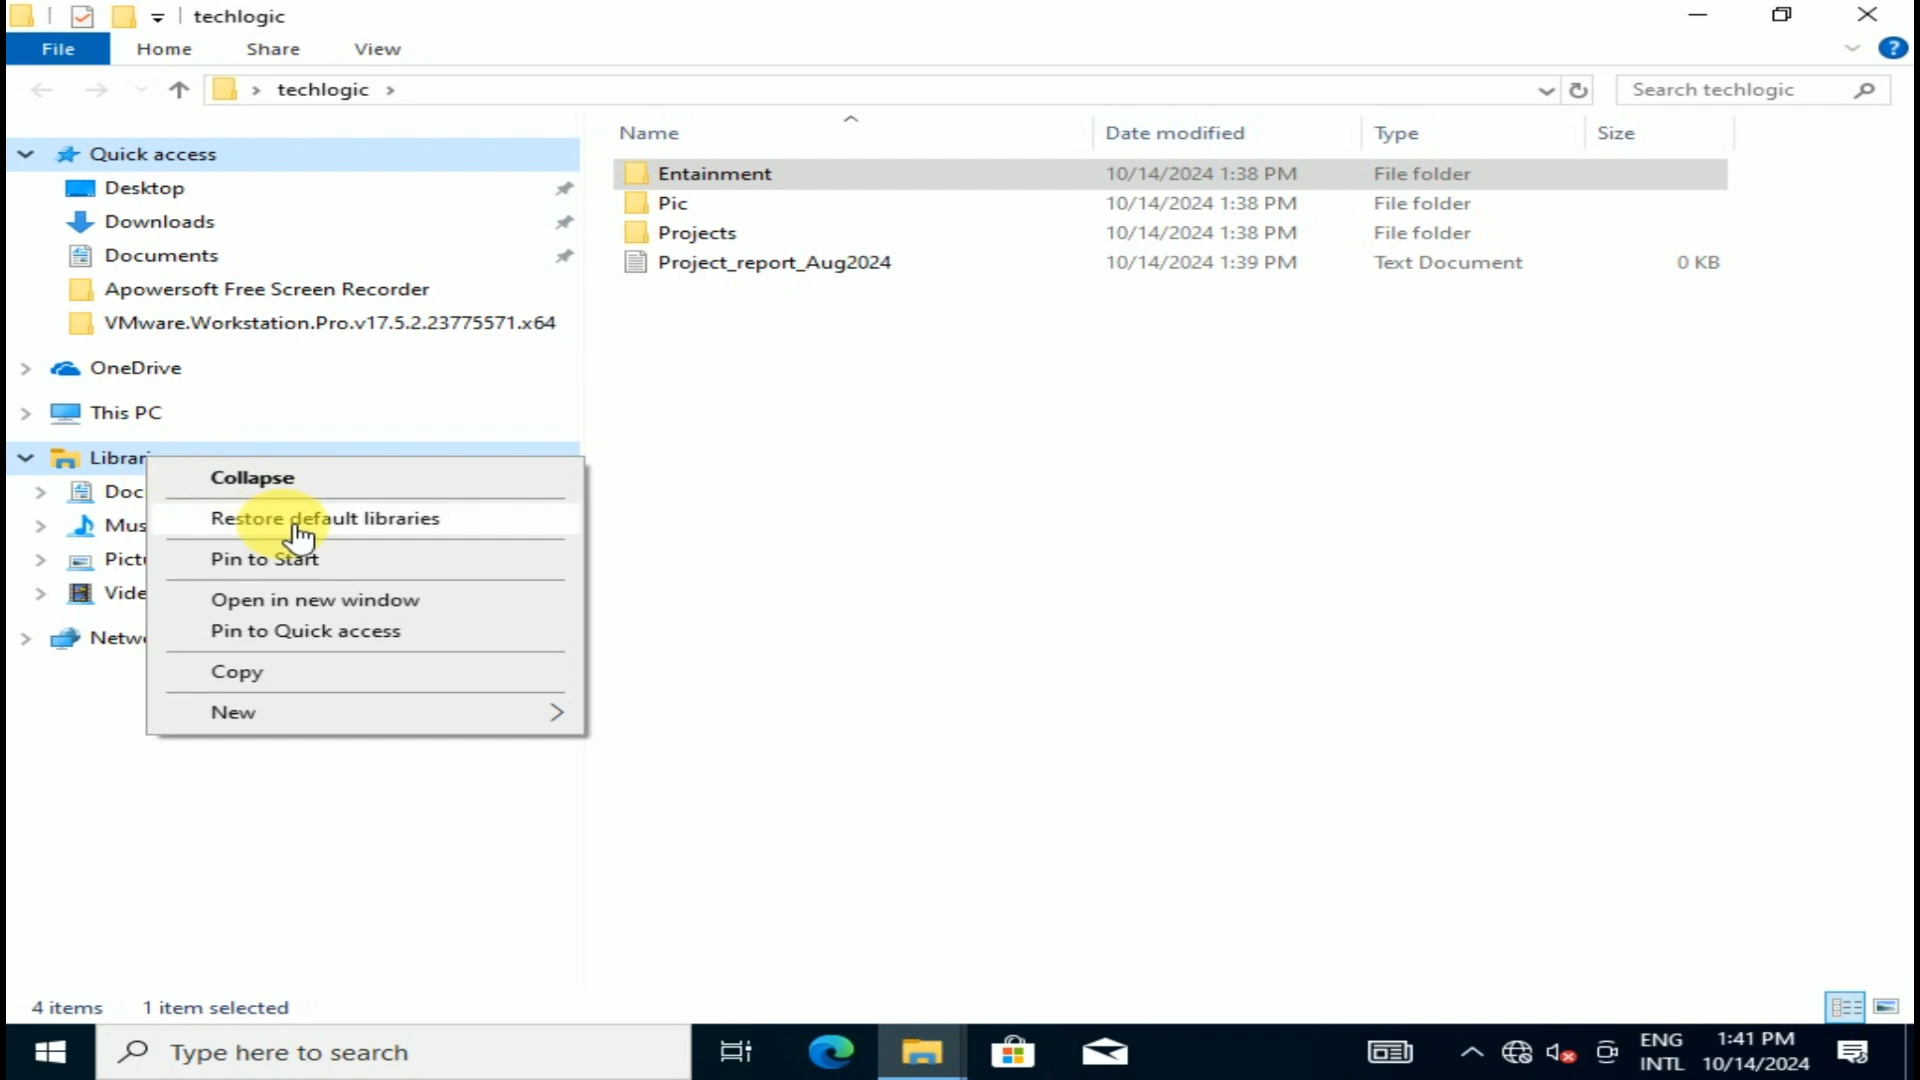 techlogic
File Home Share View
techlogic
Search techlogic
Name Date modified Type Size
Quick access
Desktop
Downloads
Documents
Apowersoft Free Screen Recorder
VMware.Workstation.Pro.v17.5.2.23775571.x64
OneDrive
This PC
Librari
Doc
Mus
Pict
Vide
Netw
Entainment 10/14/2024 1:38 PM File folder
Pic 10/14/2024 1:38 PM File folder
Projects 10/14/2024 1:38 PM File folder
Project_report_Aug2024 10/14/2024 1:39 PM Text Document 0 KB
Collapse
Restore default libraries
Pin to Start
Open in new window
Pin to Quick access
Copy
New
4 items 1 item selected
Type here to search
ENG
INTL
1:41 PM
10/14/2024